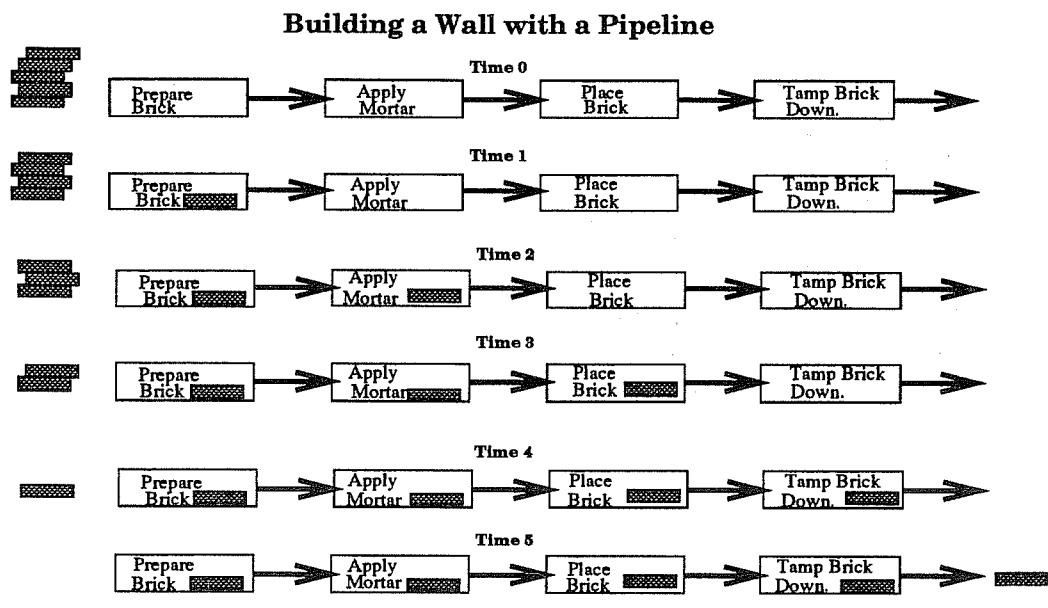 Building a Wall with a Pipeline
Time 0
Prepare
Brick
Apply
Mortar
Place
Brick
Tamp Brick
Down.
Time 1
Prepare
Brick
Apply
Mortar
Place
Brick
Tamp Brick
Down.
Time 2
Prepare
Brick
Apply
Mortar
Place
Brick
Tamp Brick
Down.
Time 3
Prepare
Brick
Apply
Mortar
Place
Brick
Tamp Brick
Down.
Time 4
Prepare
Brick
Apply
Mortar
Place
Brick
Tamp Brick
Down.
Time 5
Prepare
Brick
Apply
Mortar
Place
Brick
Tamp Brick
Down.